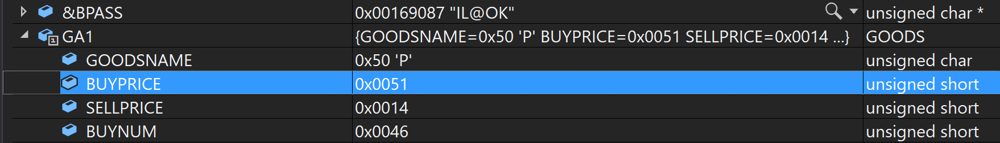 &BPASS 0x00169087 "IL@OK" unsigned char *
GA1 {GOODSNAME=0x50 'P' BUYPRICE=0x0051 SELLPRICE=0x0014 ...} GOODS
GOODSNAME 0x50 'P' unsigned char
BUYPRICE 0x0051 unsigned short
SELLPRICE 0x0014 unsigned short
BUYNUM 0x0046 unsigned short